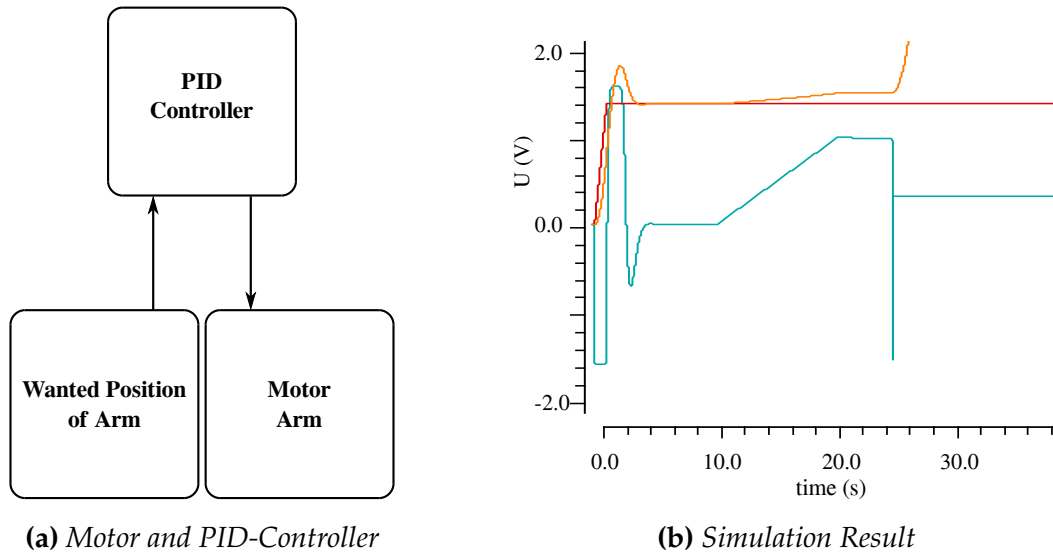 PID
Controller
Wanted Position
of Arm
Motor
Arm
(a) Motor and PID-Controller
2.0
0.0
-2.0
U (V)
0.0 10.0 20.0 30.0
time (s)
(b) Simulation Result